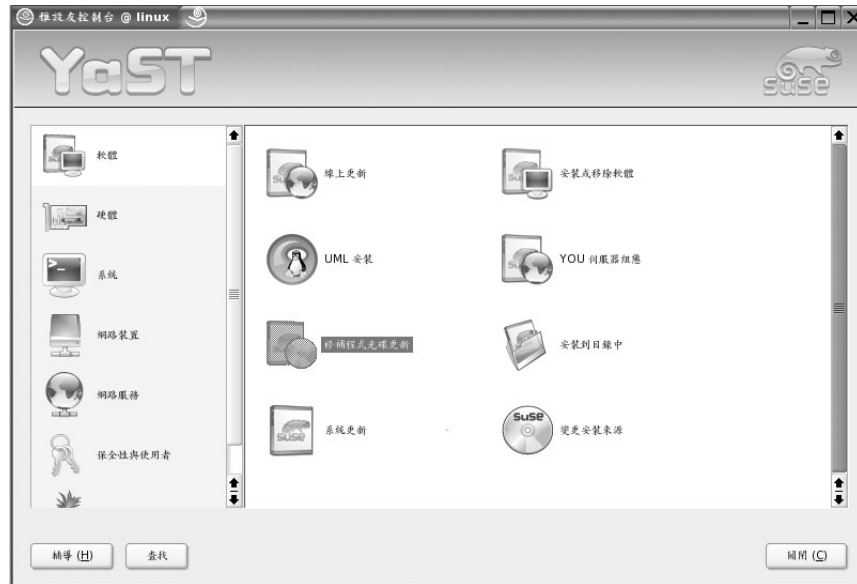 雅設友控制台 @ linux
YaST
SUSE
軟體
硬體
系統
網路裝置
網路服務
保全性與使用者
線上更新
安裝或移除軟體
UML 安裝
YOU 伺服器組態
修補程式光碟更新
安裝到目錄中
系統更新
變更安裝來源
輔導 (H)
查找
關閉 (C)